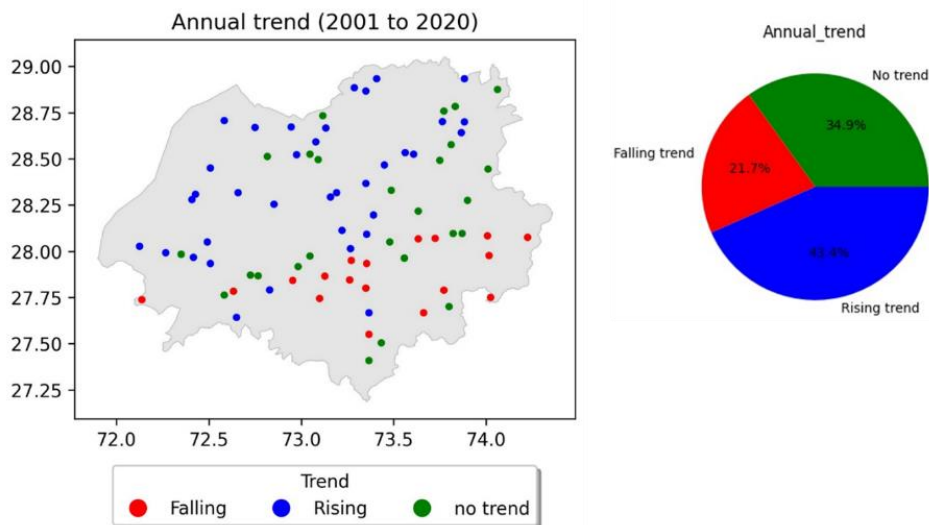 Annual trend (2001 to 2020)
29.00
28.75
28.50
28.25
28.00
27.75
27.50
27.25
72.0 72.5 73.0 73.5 74.0
Trend
Falling Rising no trend
Annual_trend
No trend
34.9%
Falling trend
21.7%
43.4%
Rising trend